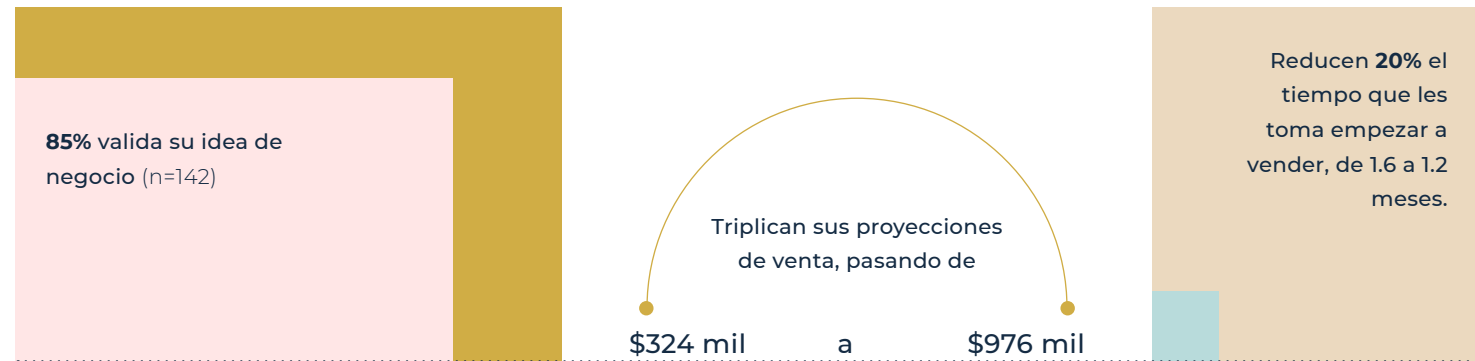 85% valida su idea de
negocio (n=142)
Triplican sus proyecciones
de venta, pasando de
$324 mil a $976 mil
Reducen 20% el
tiempo que les
toma empezar a
vender, de 1.6 a 1.2
meses.